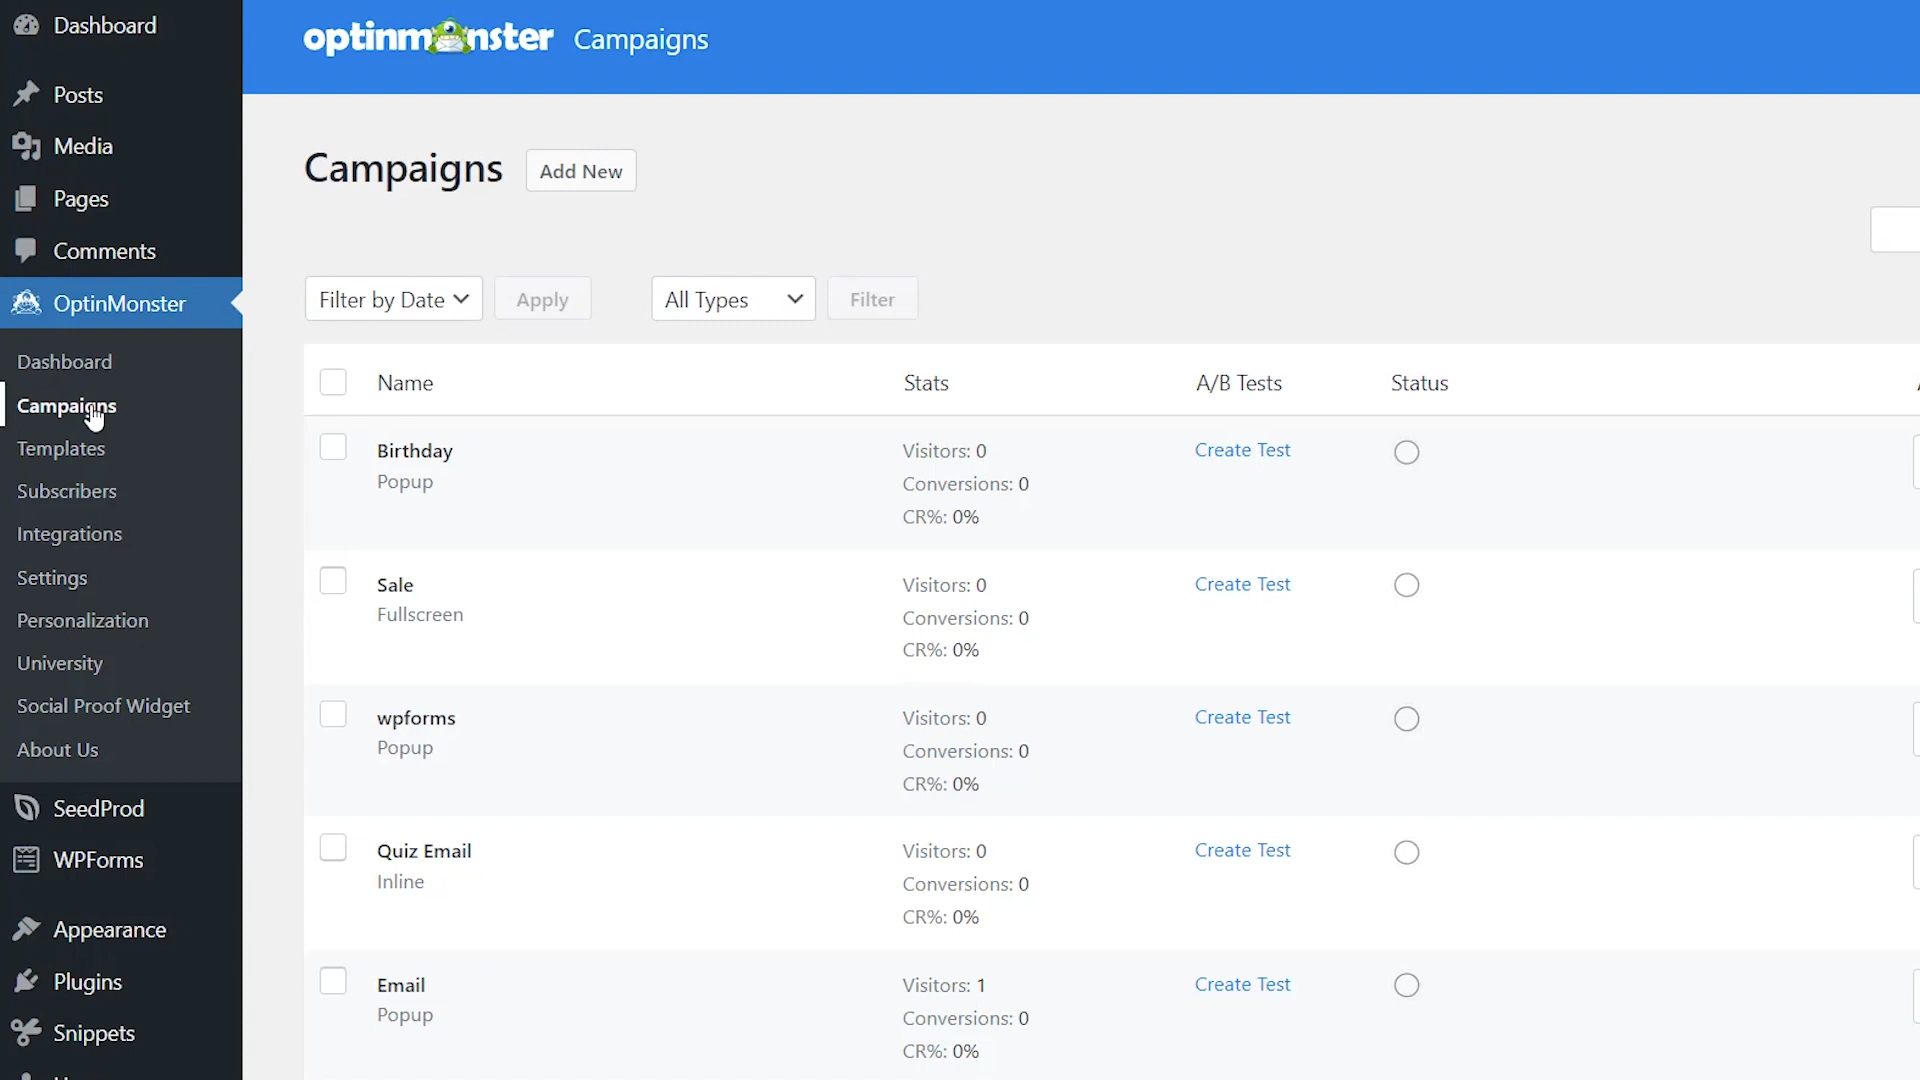 Dashboard
Posts
Media
Pages
Comments
OptinMonster
Dashboard
Campaigns
Templates
Subscribers
Integrations
Settings
Personalization
University
Social Proof Widget
About Us
SeedProd
WPForms
Appearance
Plugins
Snippets
optinmonster Campaigns
Campaigns Add New
Filter by Date Apply All Types Filter
Name Stats A/B Tests Status
Birthday Visitors: 0 Create Test
Popup Conversions: 0
CR%: 0%
Sale Visitors: 0 Create Test
Fullscreen Conversions: 0
CR%: 0%
wpforms Visitors: 0 Create Test
Popup Conversions: 0
CR%: 0%
Quiz Email Visitors: 0 Create Test
Inline Conversions: 0
CR%: 0%
Email Visitors: 1 Create Test
Popup Conversions: 0
CR%: 0%